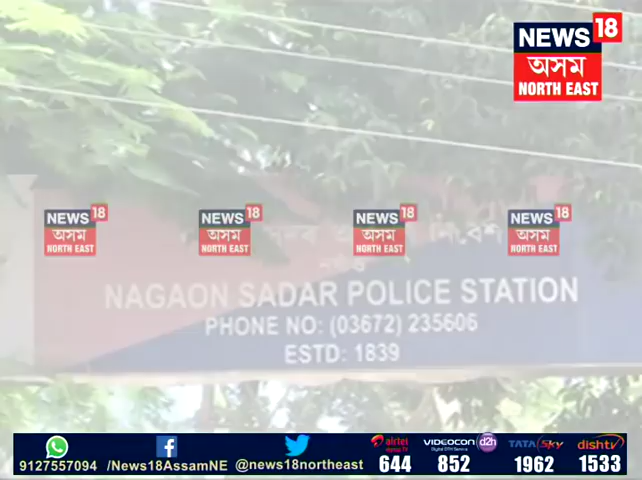 NEWS 18
অসম
NORTH EAST
NEWS 18 NEWS 18 NEWS 18 NEWS 18
অসম অসম অসম অসম
NORTH EAST NORTH EAST NORTH EAST NORTH EAST
NAGAON SADAR POLICE STATION
PHONE NO: (03672) 235606
ESTD: 1839
airtel VIDEOCON d2h TATA Sky dishtv
9127557094 /News18AssamNE @news18northeast 644 852 1962 1533